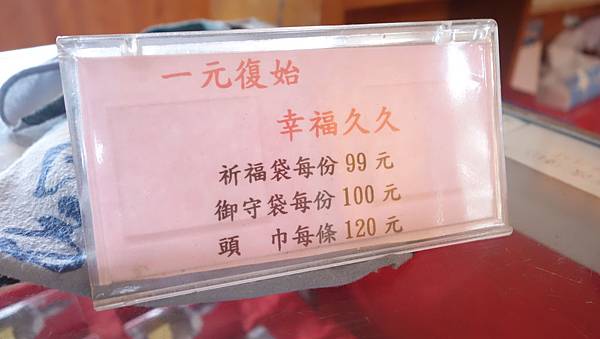 一元復始
幸福久久
祈福袋每份 99 元
御守袋每份 100 元
頭　巾每條 120 元